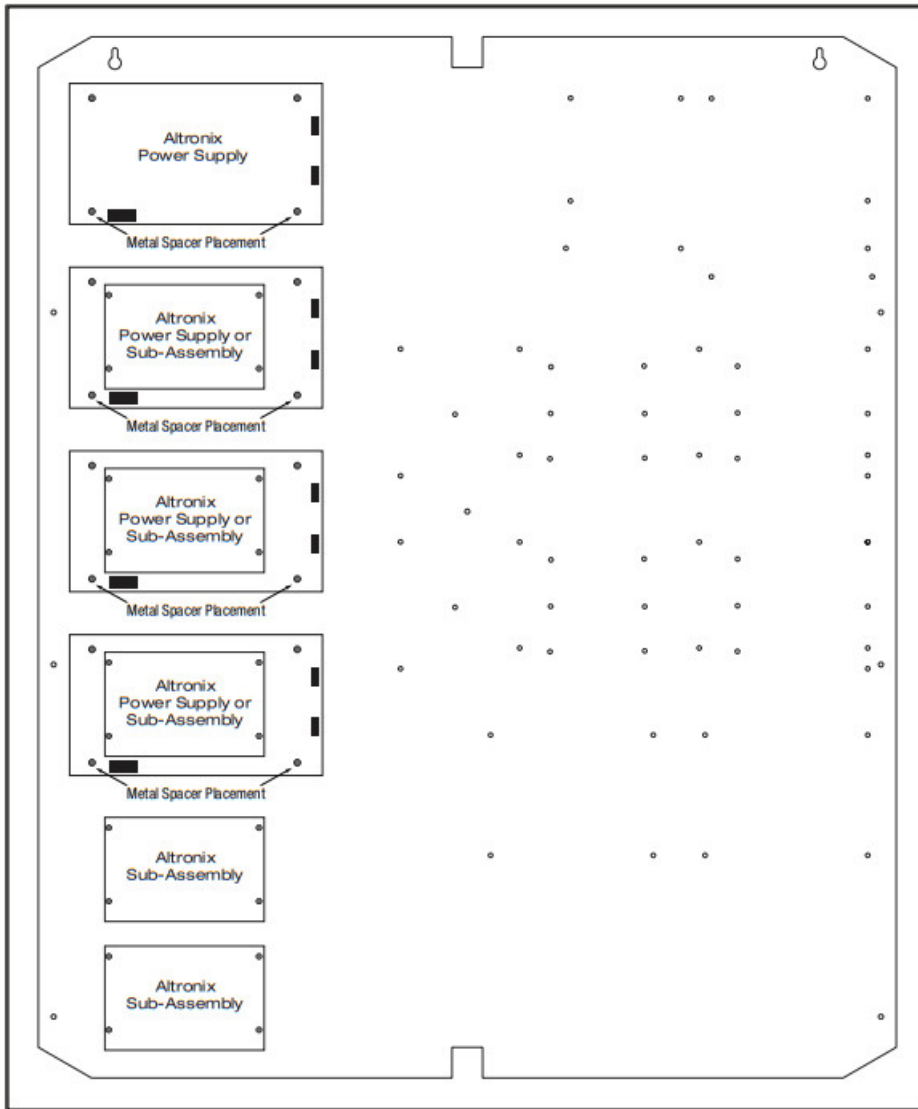 Altronix
Power Supply
Metal Spacer Placement
Altronix
Power Supply or
Sub-Assembly
Metal Spacer Placement
Altronix
Power Supply or
Sub-Assembly
Metal Spacer Placement
Altronix
Power Supply or
Sub-Assembly
Metal Spacer Placement
Altronix
Sub-Assembly
Altronix
Sub-Assembly